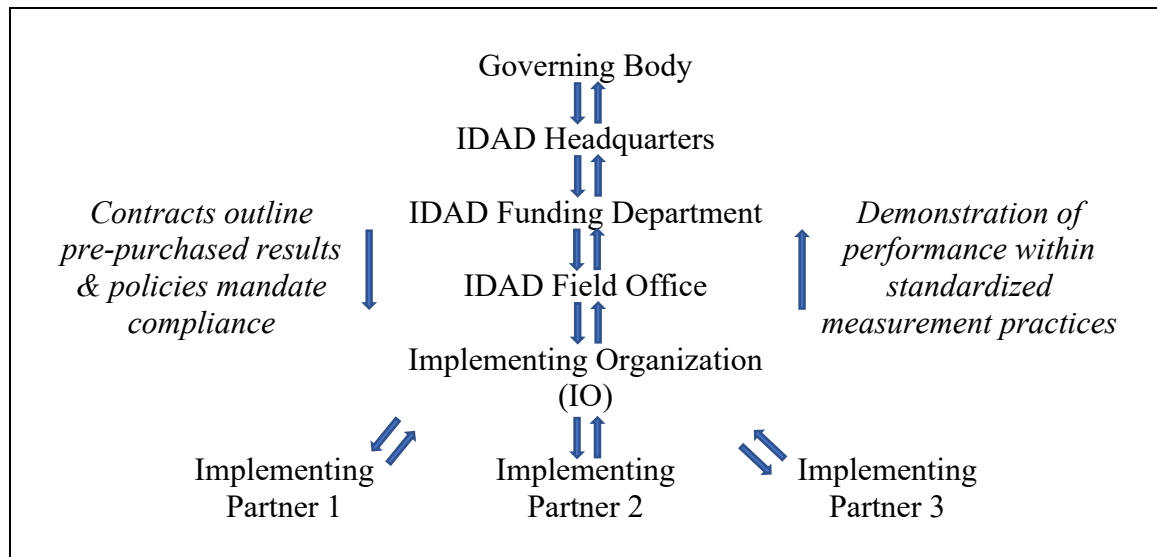 Governing Body
IDAD Headquarters
IDAD Funding Department
IDAD Field Office
Implementing Organization
(IO)
Contracts outline
pre-purchased results
& policies mandate
compliance
Demonstration of
performance within
standardized
measurement practices
Implementing
Partner 1
Implementing
Partner 2
Implementing
Partner 3